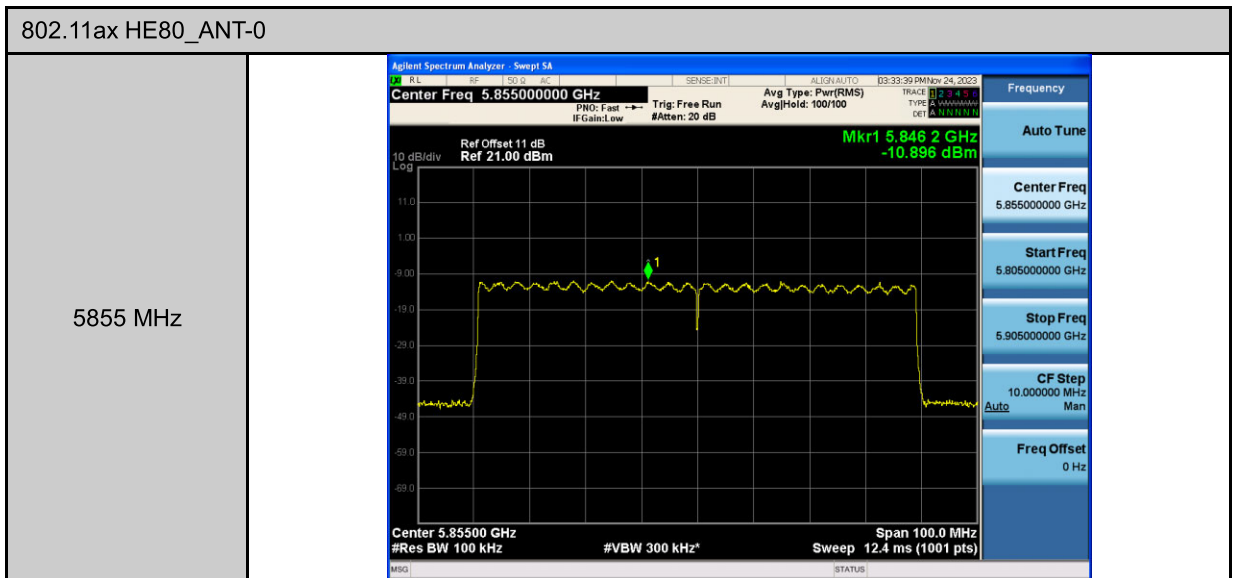 802.11ax HE80_ANT-0
5855 MHz
Agilent Spectrum Analyzer - Swept SA
RL RF 50 Ω AC SENSE:INT ALIGNAUTO 03:33:39 PM Nov 24, 2023
Center Freq 5.855000000 GHz
PNO: Fast
IFGain:Low
Trig: Free Run
#Atten: 20 dB
Avg Type: Pwr(RMS)
Avg|Hold: 100/100
TRACE 1 2 3 4 5 6
TYPE A
DET A N N N N N
Mkr1 5.846 2 GHz
-10.896 dBm
Ref Offset 11 dB
10 dB/div Ref 21.00 dBm
Log
11.0
1.00
-9.00
-19.0
-29.0
-39.0
-49.0
-59.0
-69.0
1
Center 5.85500 GHz Span 100.0 MHz
#Res BW 100 kHz #VBW 300 kHz* Sweep 12.4 ms (1001 pts)
MSG STATUS
Frequency
Auto Tune
Center Freq
5.855000000 GHz
Start Freq
5.805000000 GHz
Stop Freq
5.905000000 GHz
CF Step
10.000000 MHz
Auto Man
Freq Offset
0 Hz